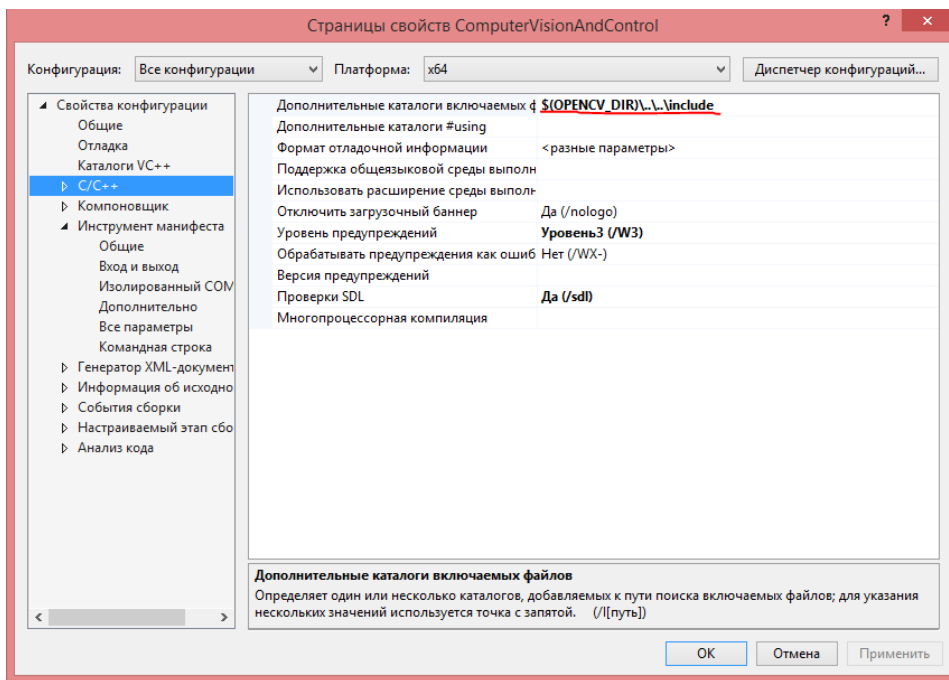 Страницы свойств ComputerVisionAndControl
?
×
Конфигурация: Все конфигурации Платформа: x64 Диспетчер конфигураций...
Свойства конфигурации
Общие
Отладка
Каталоги VC++
C/C++
Компоновщик
Инструмент манифеста
Общие
Вход и выход
Изолированный COM
Дополнительно
Все параметры
Командная строка
Генератор XML-документ
Информация об исходно
События сборки
Настраиваемый этап сбо
Анализ кода
Дополнительные каталоги включаемых ф $(OPENCV_DIR)\..\..\include
Дополнительные каталоги #using
Формат отладочной информации <разные параметры>
Поддержка общеязыковой среды выполн
Использовать расширение среды выполн
Отключить загрузочный баннер Да (/nologo)
Уровень предупреждений Уровень3 (/W3)
Обрабатывать предупреждения как ошиб Нет (/WX-)
Версия предупреждений
Проверки SDL Да (/sdl)
Многопроцессорная компиляция
Дополнительные каталоги включаемых файлов
Определяет один или несколько каталогов, добавляемых к пути поиска включаемых файлов; для указания
нескольких значений используется точка с запятой. (/I[путь])
ОК Отмена Применить